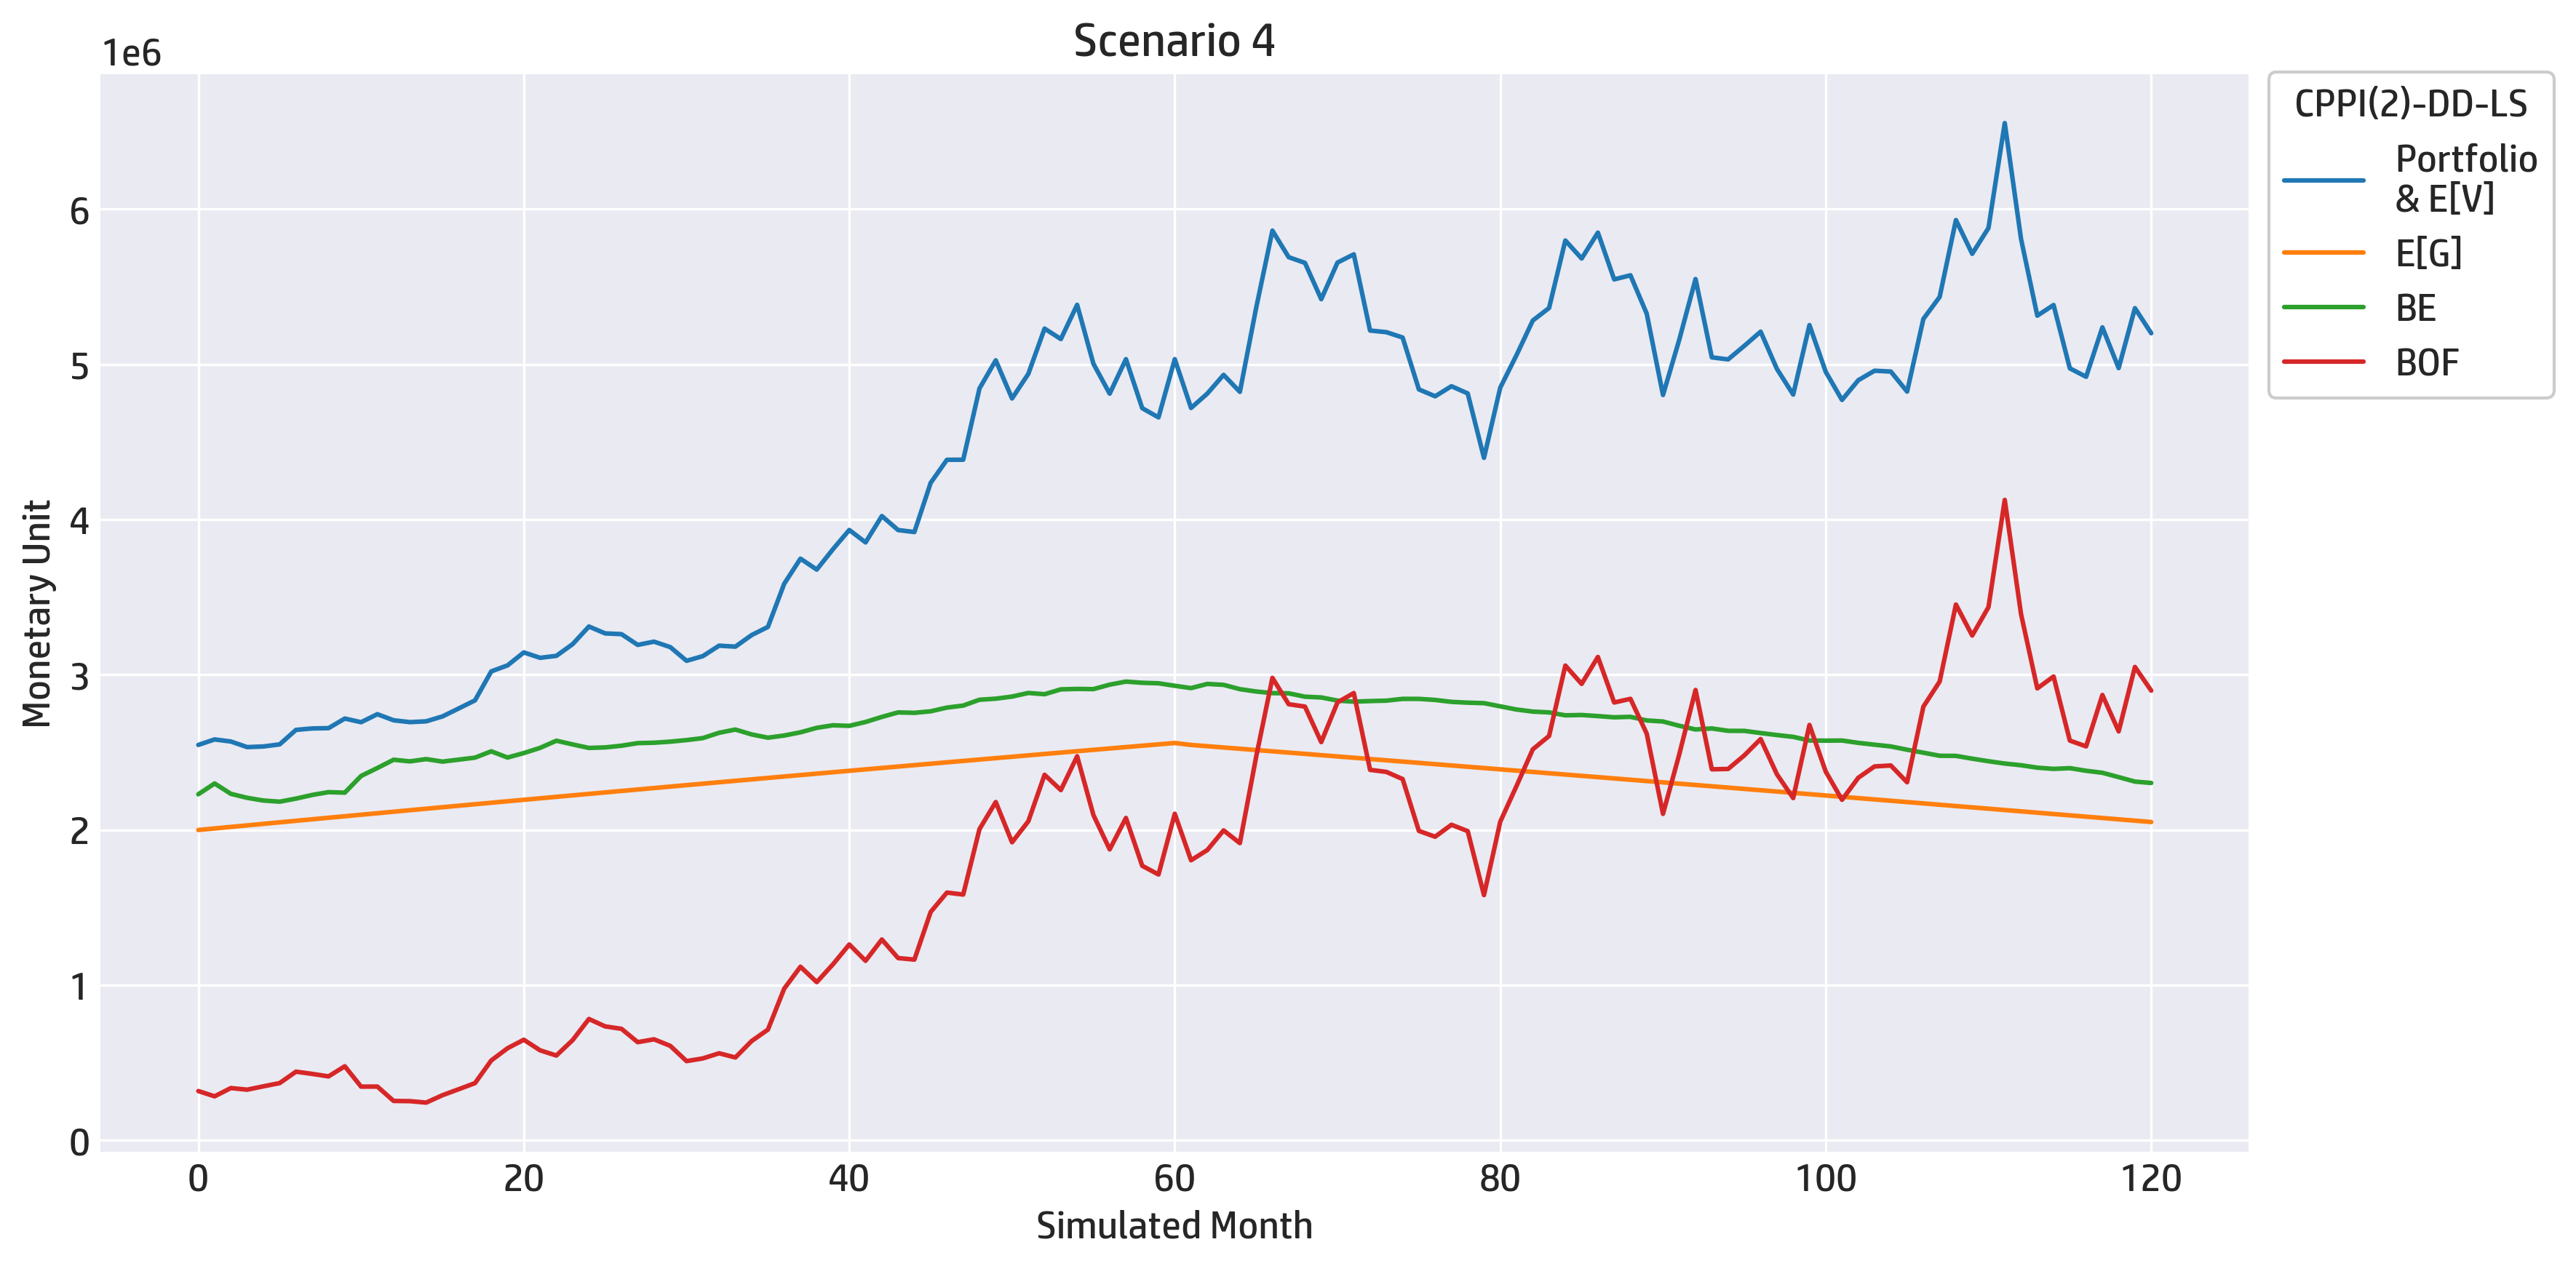 Scenario 4
1e6
CPPI(2)-DD-LS
Portfolio
& E[V]
E[G]
BE
BOF
Monetary Unit
6
5
4
3
2
1
0
0 20 40 60 80 100 120
Simulated Month